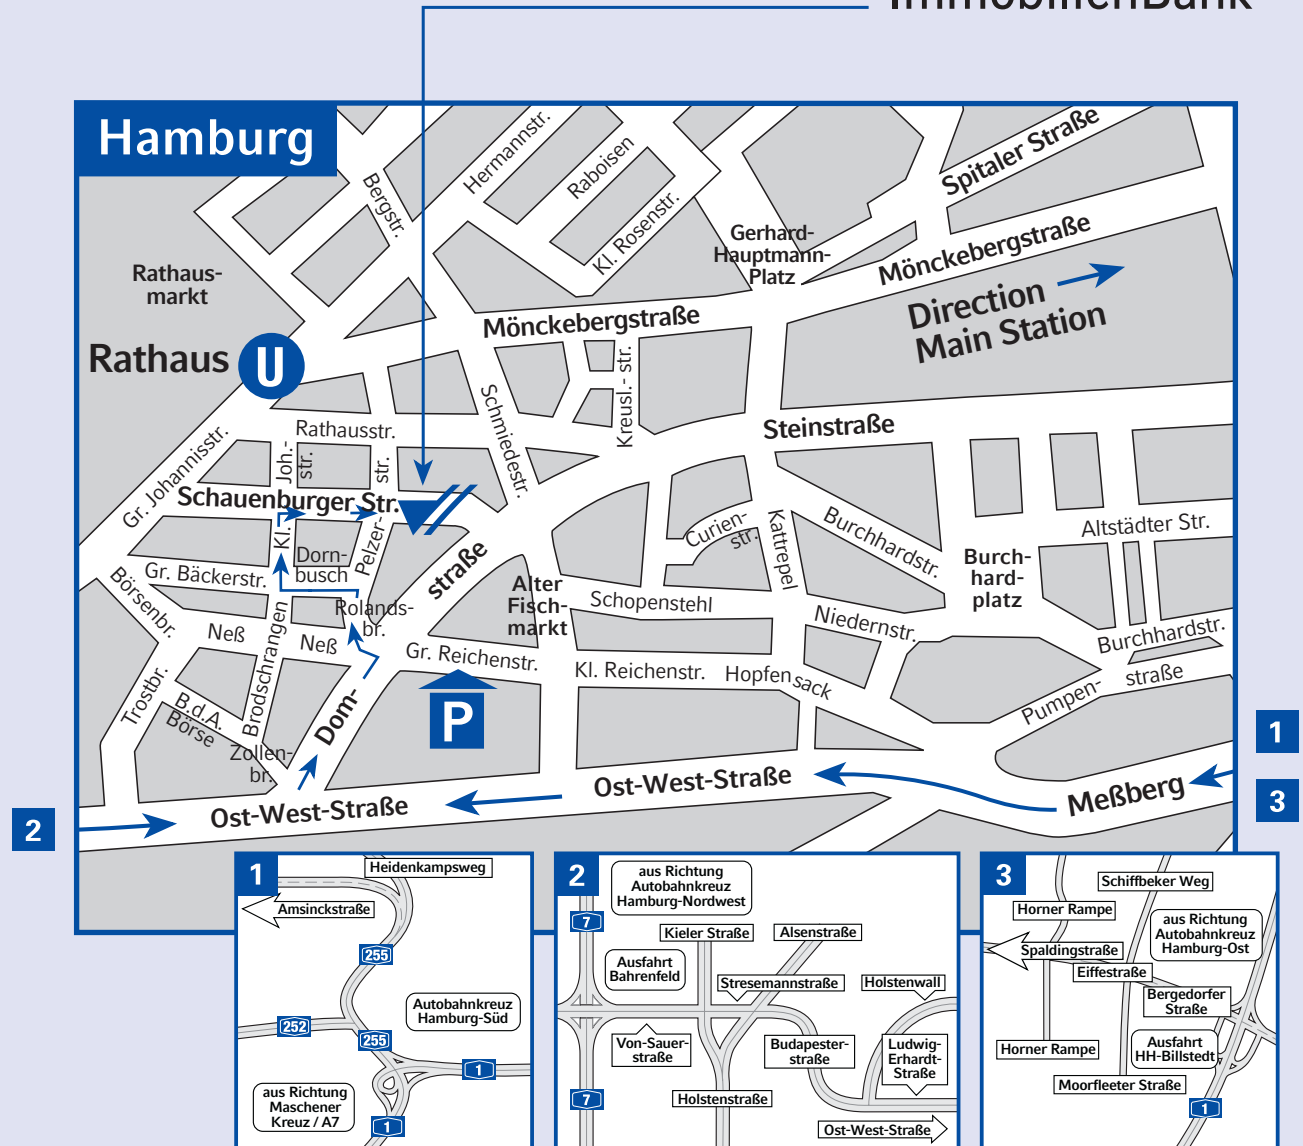 ImmobilienBank
Hamburg
Bergstr.
Hermannstr.
Raboisen
Kl. Rosenstr.
Spitaler Straße
Gerhard-
Hauptmann-
Platz
Mönckebergstraße
Rathaus-
markt
Direction
Main Station
Mönckebergstraße
Rathaus
U
Kreusl.- str.
Schmiedestr.
Steinstraße
Rathausstr.
Gr. Johannisstr.
Kl. Joh.-
str.
Pelzer-
str.
Schauenburger Str.
Curien-
str.
Kattrepel
Burchhardstr.
Altstädter Str.
Dorn-
busch
straße
Burch-
hard-
platz
Gr. Bäckerstr.
Alter
Fisch-
markt
Schopenstehl
Börsenbr.
Rolands-
br.
Niedernstr.
Neß
Neß
Brodschrangen
Gr. Reichenstr.
Burchhardstr.
Kl. Reichenstr.
Hopfensack
Pumpen-
straße
Trostbr.
B.d.A.
Börse
Dom-
P
Zollen-
br.
1
Ost-West-Straße
Meßberg
Ost-West-Straße
3
2
1
Heidenkampsweg
Amsinckstraße
255
Autobahnkreuz
Hamburg-Süd
252
255
1
aus Richtung
Maschener
Kreuz / A7
1
2
aus Richtung
Autobahnkreuz
Hamburg-Nordwest
7
Kieler Straße
Alsenstraße
Ausfahrt
Bahrenfeld
Stresemannstraße
Holstenwall
Von-Sauer-
straße
Budapester-
straße
Ludwig-
Erhardt-
Straße
7
Holstenstraße
Ost-West-Straße
3
Schiffbeker Weg
Horner Rampe
aus Richtung
Autobahnkreuz
Hamburg-Ost
Spaldingstraße
Eiffestraße
Bergedorfer
Straße
Horner Rampe
Ausfahrt
HH-Billstedt
Moorfleeter Straße
1